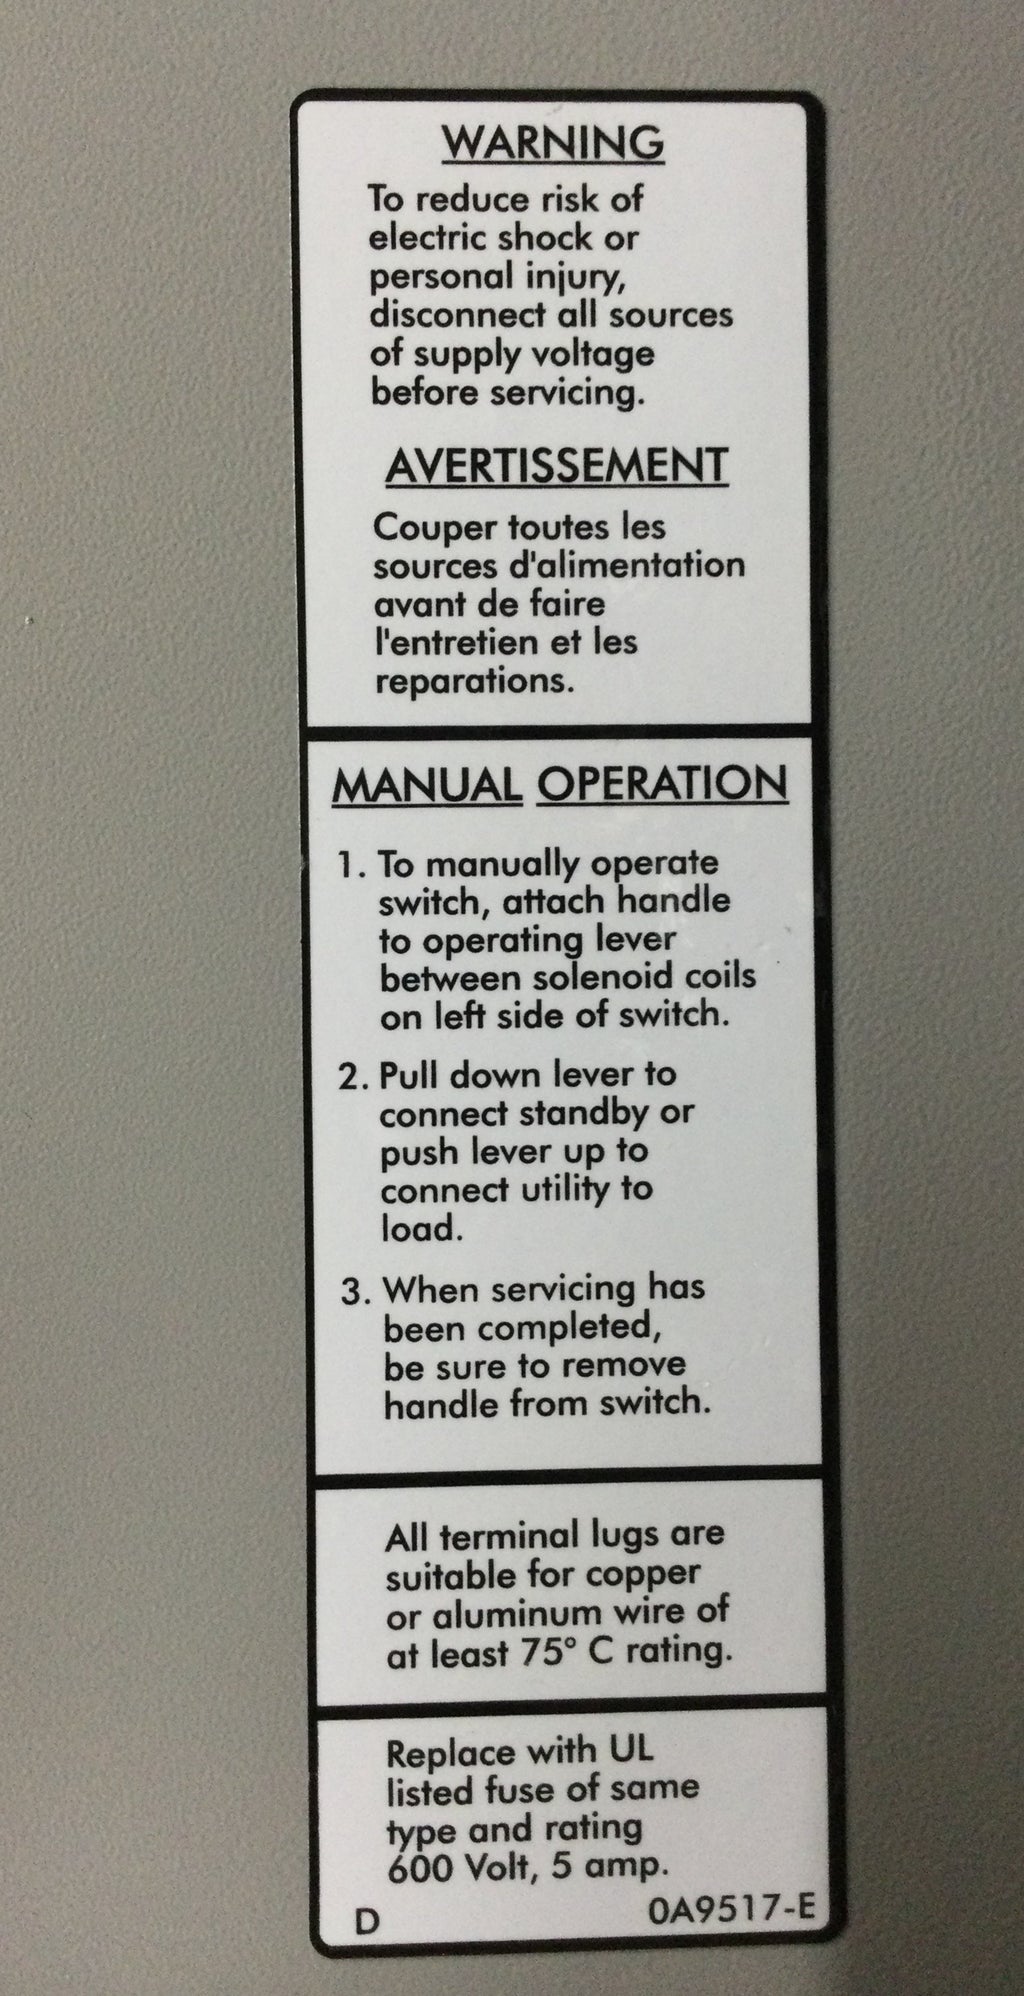 WARNING
To reduce risk of
electric shock or
personal injury,
disconnect all sources
of supply voltage
before servicing.
AVERTISSEMENT
Couper toutes les
sources d'alimentation
avant de faire
l'entretien et les
reparations.
MANUAL OPERATION
1. To manually operate
switch, attach handle
to operating lever
between solenoid coils
on left side of switch.
2. Pull down lever to
connect standby or
push lever up to
connect utility to
load.
3. When servicing has
been completed,
be sure to remove
handle from switch.
All terminal lugs are
suitable for copper
or aluminum wire of
at least 75° C rating.
Replace with UL
listed fuse of same
type and rating
600 Volt, 5 amp.
D 0A9517-E